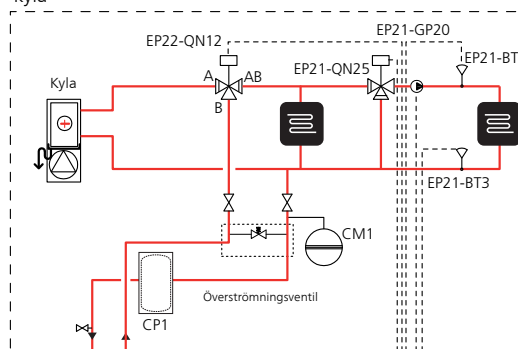 Kyla
EP22-QN12
EP21-GP20
EP21-QN25
EP21-BT
Kyla
A
AB
B
EP21-BT3
CM1
Överströmningsventil
CP1